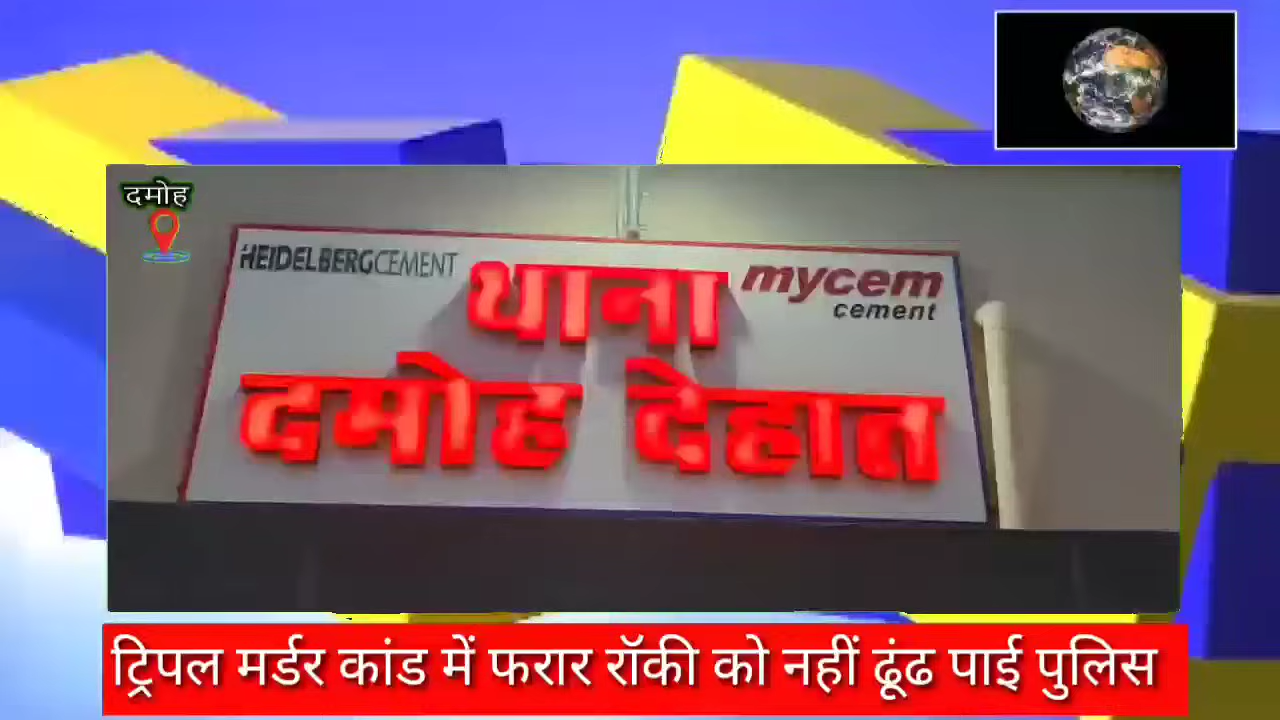 दमोह
HEIDELBERGCEMENT
थाना
mycem
cement
दमोह देहात
ट्रिपल मर्डर कांड में फरार रॉकी को नहीं ढूंढ पाई पुलिस